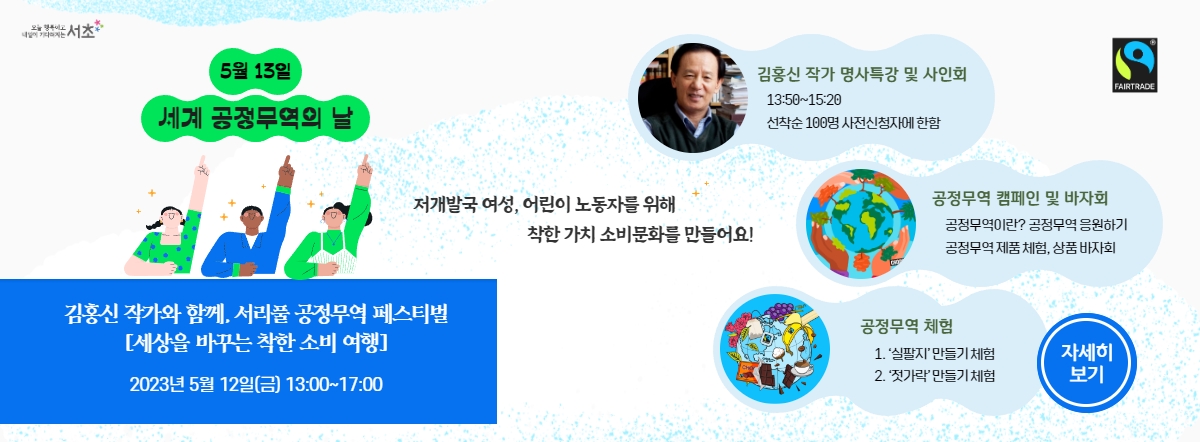 오늘 행복하고
내일이 기다려지는 서초
5월 13일
세계 공정무역의 날
김홍신 작가와 함께, 서리풀 공정무역 페스티벌
[세상을 바꾸는 착한 소비 여행]
2023년 5월 12일(금) 13:00~17:00
저개발국 여성, 어린이 노동자를 위해
착한 가치 소비문화를 만들어요!
김홍신 작가 명사특강 및 사인회
13:50~15:20
선착순 100명 사전신청자에 한함
FAIRTRADE
공정무역 캠페인 및 바자회
공정무역이란? 공정무역 응원하기
공정무역 제품 체험, 상품 바자회
공정무역 체험
1. ‘실팔지’ 만들기 체험
2. ‘젓가락’ 만들기 체험
자세히
보기